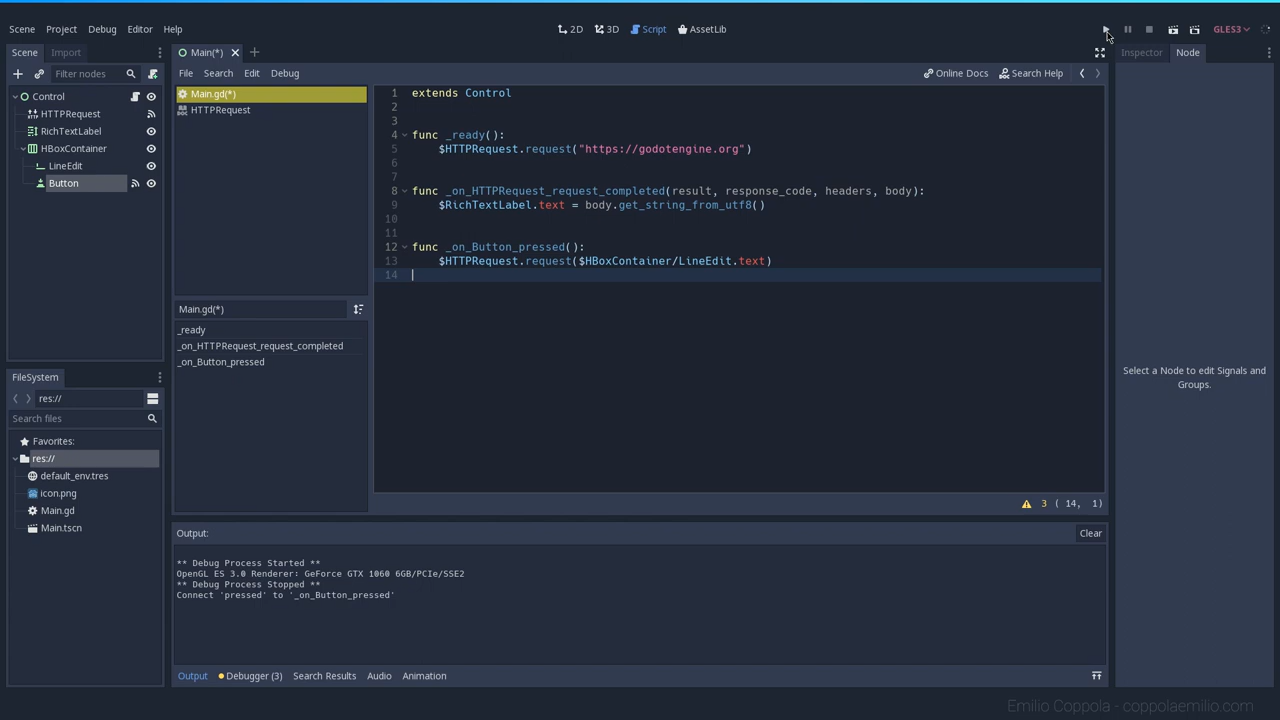 Scene Project Debug Editor Help
2D 3D Script AssetLib
GLES3
Scene Import
Main(*)
Inspector Node
Filter nodes
File Search Edit Debug
Online Docs Search Help
Control
HTTPRequest
RichTextLabel
HBoxContainer
LineEdit
Button
Main.gd(*)
HTTPRequest
1 extends Control
2
3
4 func _ready():
5 $HTTPRequest.request("https://godotengine.org")
6
7
8 func _on_HTTPRequest_request_completed(result, response_code, headers, body):
9 $RichTextLabel.text = body.get_string_from_utf8()
10
11
12 func _on_Button_pressed():
13 $HTTPRequest.request($HBoxContainer/LineEdit.text)
14
Main.gd(*)
_ready
_on_HTTPRequest_request_completed
_on_Button_pressed
Select a Node to edit Signals and
Groups.
FileSystem
res://
Search files
Favorites:
res://
default_env.tres
icon.png
Main.gd
Main.tscn
3 ( 14, 1)
Output:
Clear
** Debug Process Started **
OpenGL ES 3.0 Renderer: GeForce GTX 1060 6GB/PCIe/SSE2
** Debug Process Stopped **
Connect 'pressed' to '_on_Button_pressed'
Output Debugger (3) Search Results Audio Animation
Emilio Coppola - coppolaemilio.com